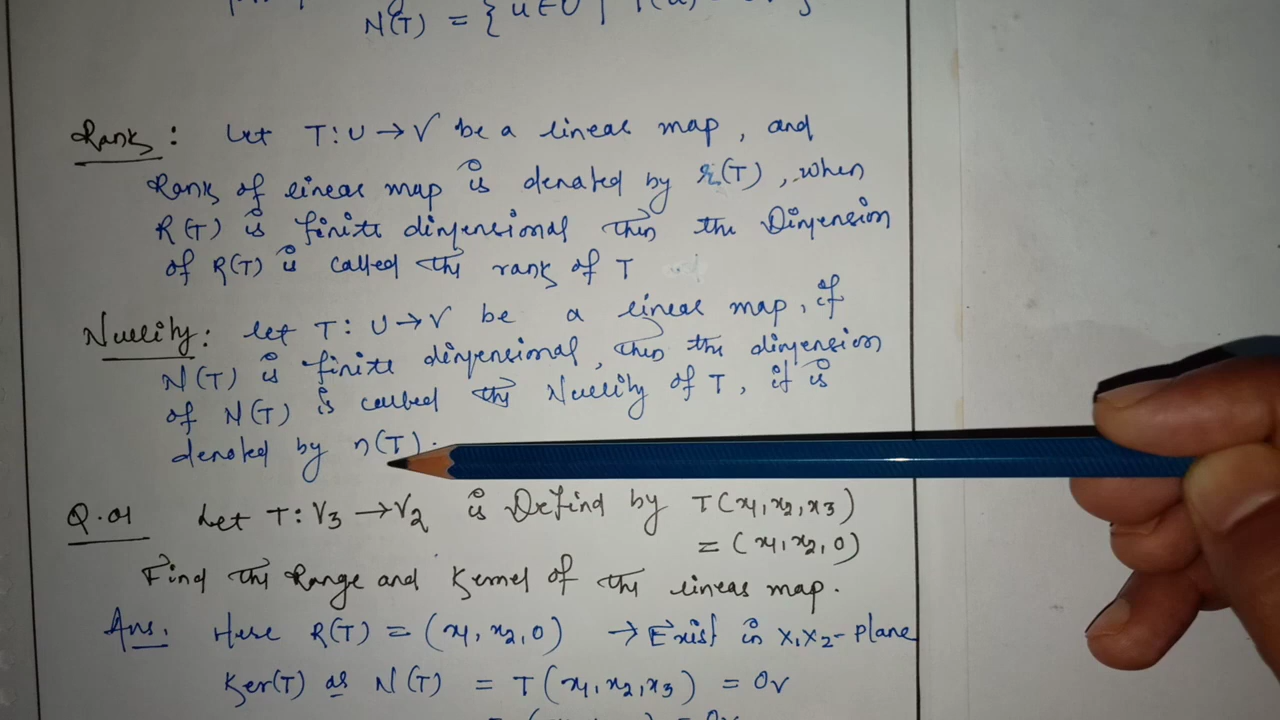 N(T) = { u ∈ U | T(u)
Rank: Let T: U → V be a linear map, and
Rank of linear map is denated by r(T), when
R(T) is finite dimensional then the Dimension
of R(T) is called the rank of T
Nullity: let T: U → V be a linear map, if
N(T) is finite dimensional, then the dimension
of N(T) is called the Nullity of T, it is
denoted by n(T).
Q.01 Let T: V₃ → V₂ is Defind by T(x₁, x₂, x₃)
= (x₁, x₂, 0)
Find the Range and Kernel of the linear map.
Ans. Here R(T) = (x₁, x₂, 0) → Exist in X₁X₂-Plane
Ker(T) as N(T) = T(x₁, x₂, x₃) = 0v